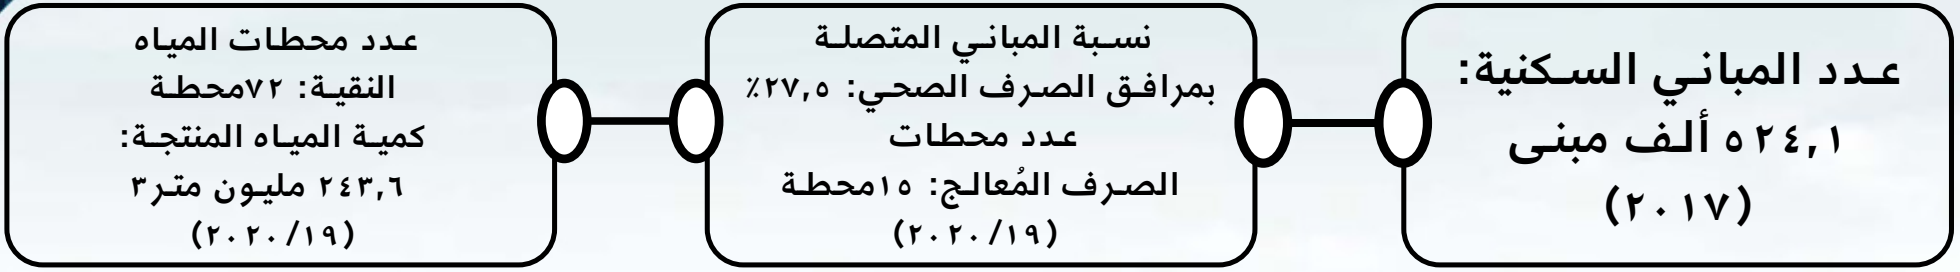 عدد المباني السكنية:
٥٢٤,١ ألف مبنى
(٢٠١٧)
نسبة المباني المتصلة
بمرافق الصرف الصحي: ٢٧,٥٪
عدد محطات
الصرف المُعالج: ١٥محطة
(٢٠٢٠/١٩)
عدد محطات المياه
النقية: ٧٢محطة
كمية المياه المنتجة:
٢٤٣,٦ مليون متر٣
(٢٠٢٠/١٩)